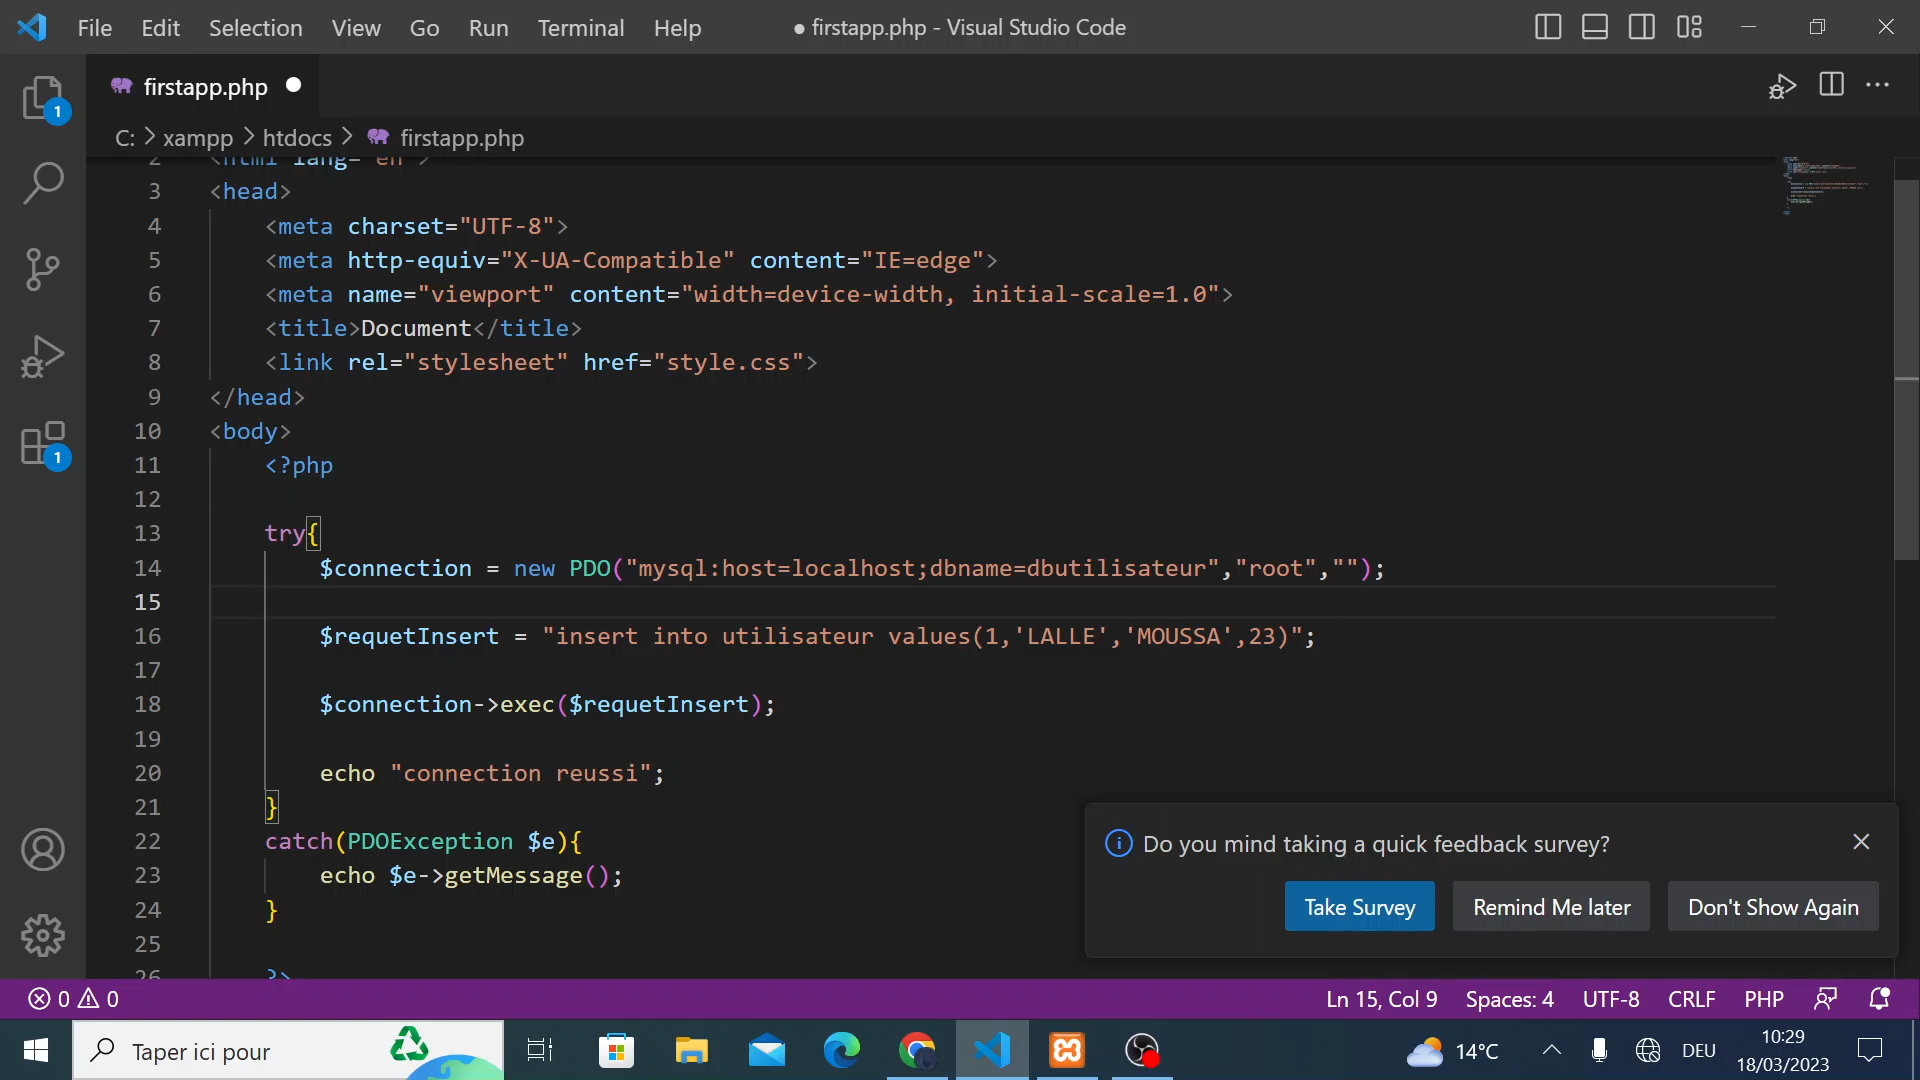 File Edit Selection View Go Run Terminal Help ● firstapp.php - Visual Studio Code
firstapp.php
C: > xampp > htdocs > firstapp.php
2 <html lang="en">
3 <head>
4 <meta charset="UTF-8">
5 <meta http-equiv="X-UA-Compatible" content="IE=edge">
6 <meta name="viewport" content="width=device-width, initial-scale=1.0">
7 <title>Document</title>
8 <link rel="stylesheet" href="style.css">
9 </head>
10 <body>
11 <?php
12
13 try{
14 $connection = new PDO("mysql:host=localhost;dbname=dbutilisateur","root","");
15
16 $requetInsert = "insert into utilisateur values(1,'LALLE','MOUSSA',23)";
17
18 $connection->exec($requetInsert);
19
20 echo "connection reussi";
21 }
22 catch(PDOException $e){
23 echo $e->getMessage();
24 }
25
26 ?>
1
1
Do you mind taking a quick feedback survey?
Take Survey Remind Me later Don't Show Again
0 0 Ln 15, Col 9 Spaces: 4 UTF-8 CRLF PHP
Taper ici pour 14°C DEU 10:29
18/03/2023